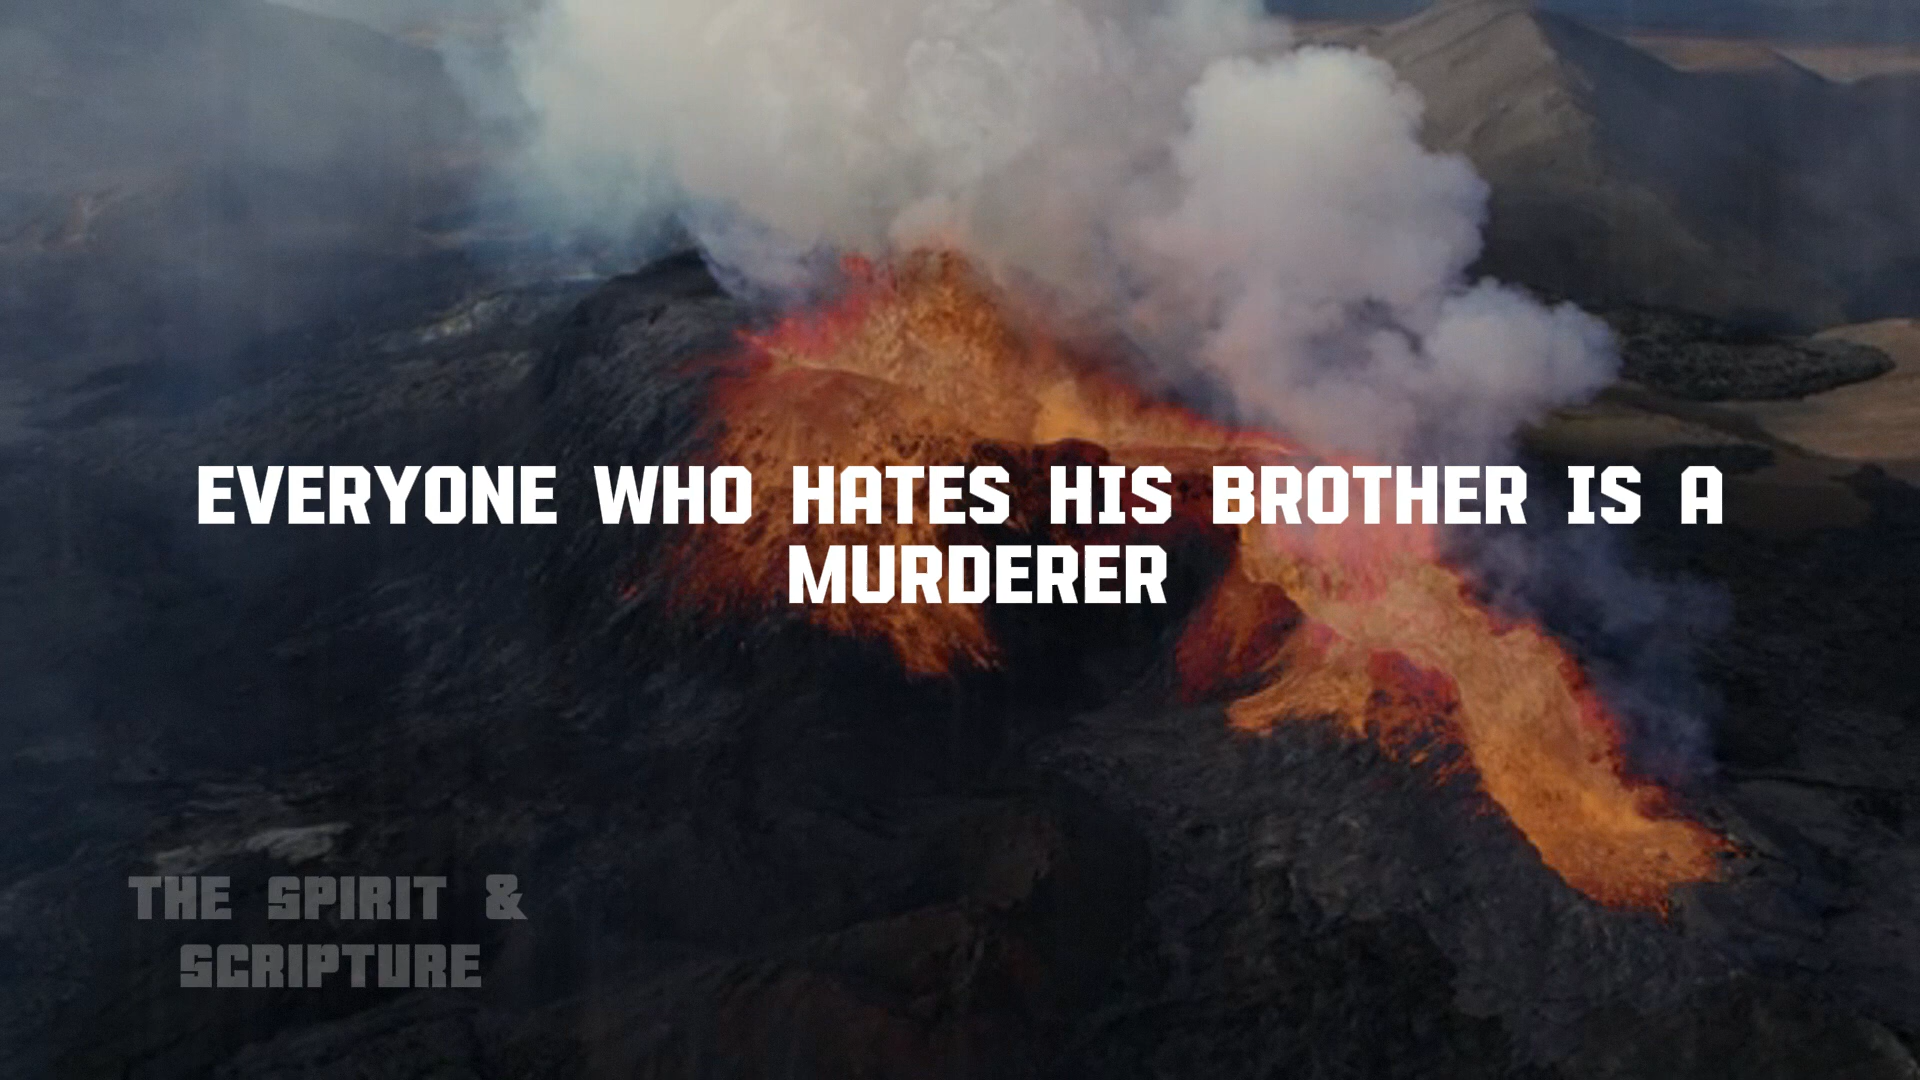 EVERYONE WHO HATES HIS BROTHER IS A
MURDERER
THE SPIRIT &
SCRIPTURE